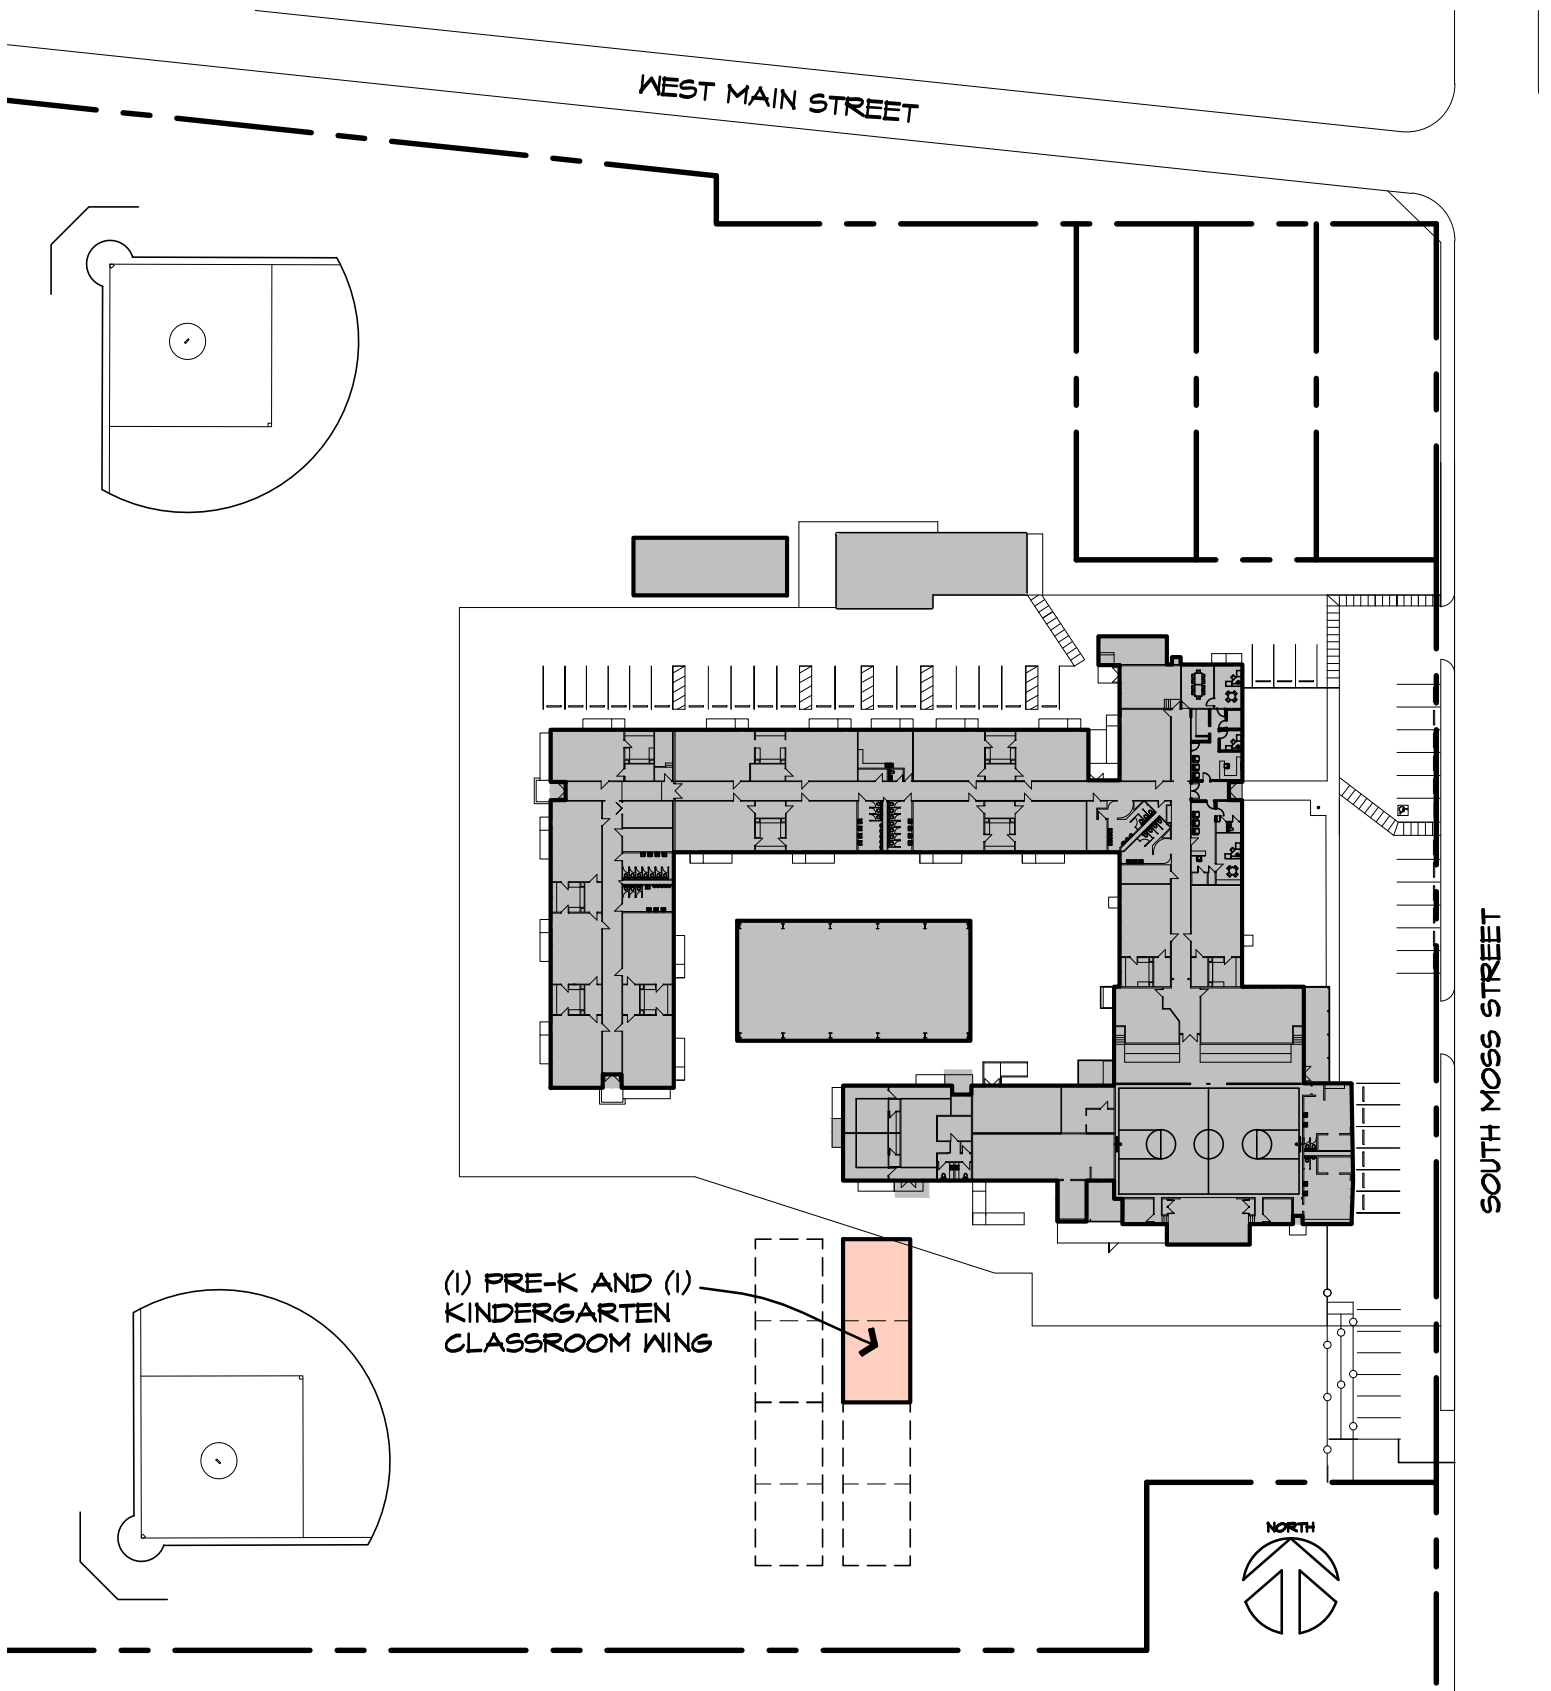 WEST MAIN STREET
SOUTH MOSS STREET
(1) PRE-K AND (1)
KINDERGARTEN
CLASSROOM WING
NORTH